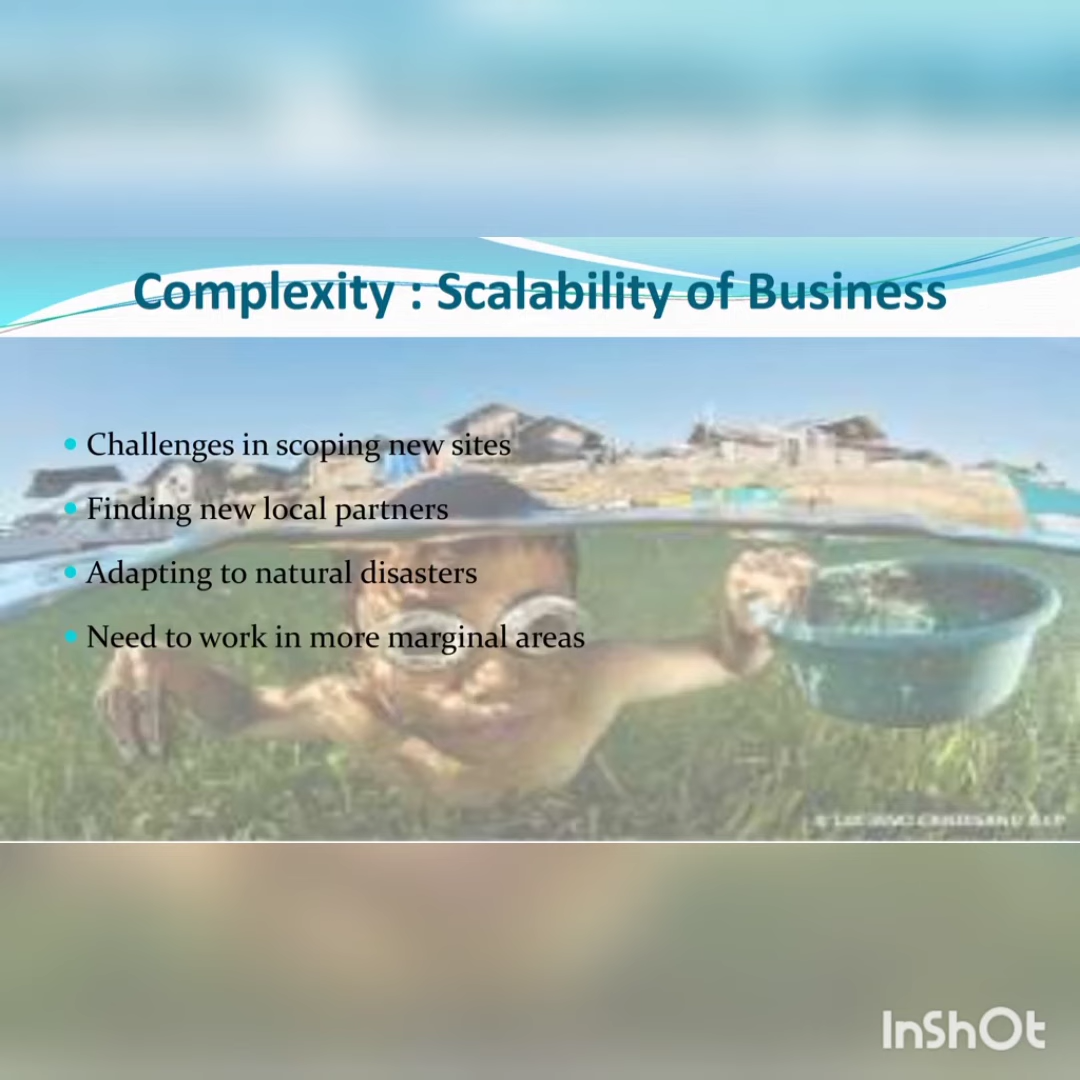 Complexity : Scalability of Business
Challenges in scoping new sites
Finding new local partners
Adapting to natural disasters
Need to work in more marginal areas
InShOt